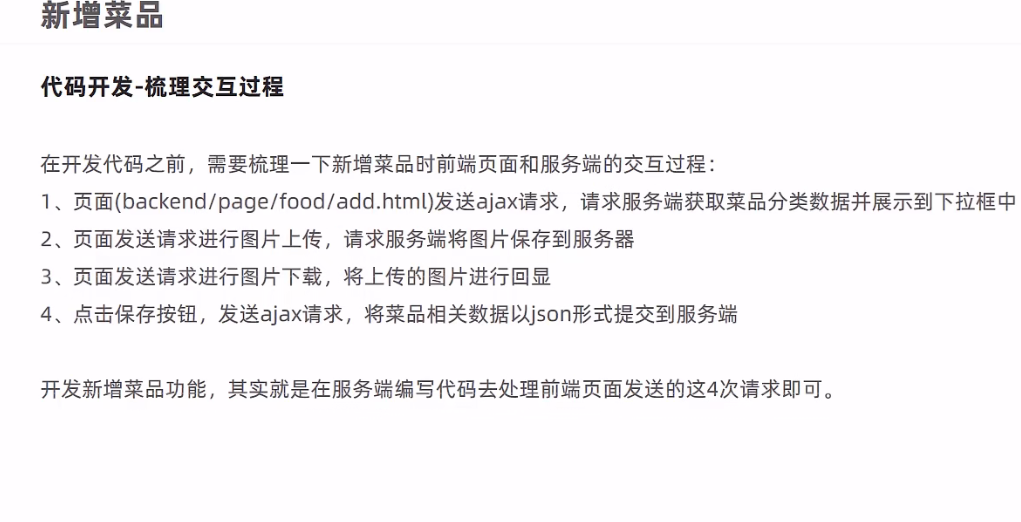 新增菜品
代码开发-梳理交互过程
在开发代码之前，需要梳理一下新增菜品时前端页面和服务端的交互过程：
1、页面(backend/page/food/add.html)发送ajax请求，请求服务端获取菜品分类数据并展示到下拉框中
2、页面发送请求进行图片上传，请求服务端将图片保存到服务器
3、页面发送请求进行图片下载，将上传的图片进行回显
4、点击保存按钮，发送ajax请求，将菜品相关数据以json形式提交到服务端
开发新增菜品功能，其实就是在服务端编写代码去处理前端页面发送的这4次请求即可。